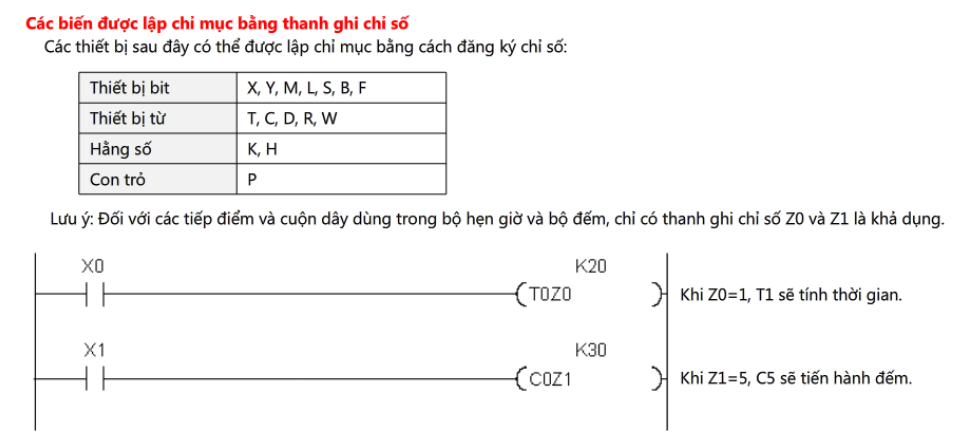 Các biến được lập chỉ mục bằng thanh ghi chỉ số
Các thiết bị sau đây có thể được lập chỉ mục bằng cách đăng ký chỉ số:
Thiết bị bit X, Y, M, L, S, B, F
Thiết bị từ T, C, D, R, W
Hằng số K, H
Con trỏ P
Lưu ý: Đối với các tiếp điểm và cuộn dây dùng trong bộ hẹn giờ và bộ đếm, chỉ có thanh ghi chỉ số Z0 và Z1 là khả dụng.
X0 K20
T0Z0 Khi Z0=1, T1 sẽ tính thời gian.
X1 K30
C0Z1 Khi Z1=5, C5 sẽ tiến hành đếm.